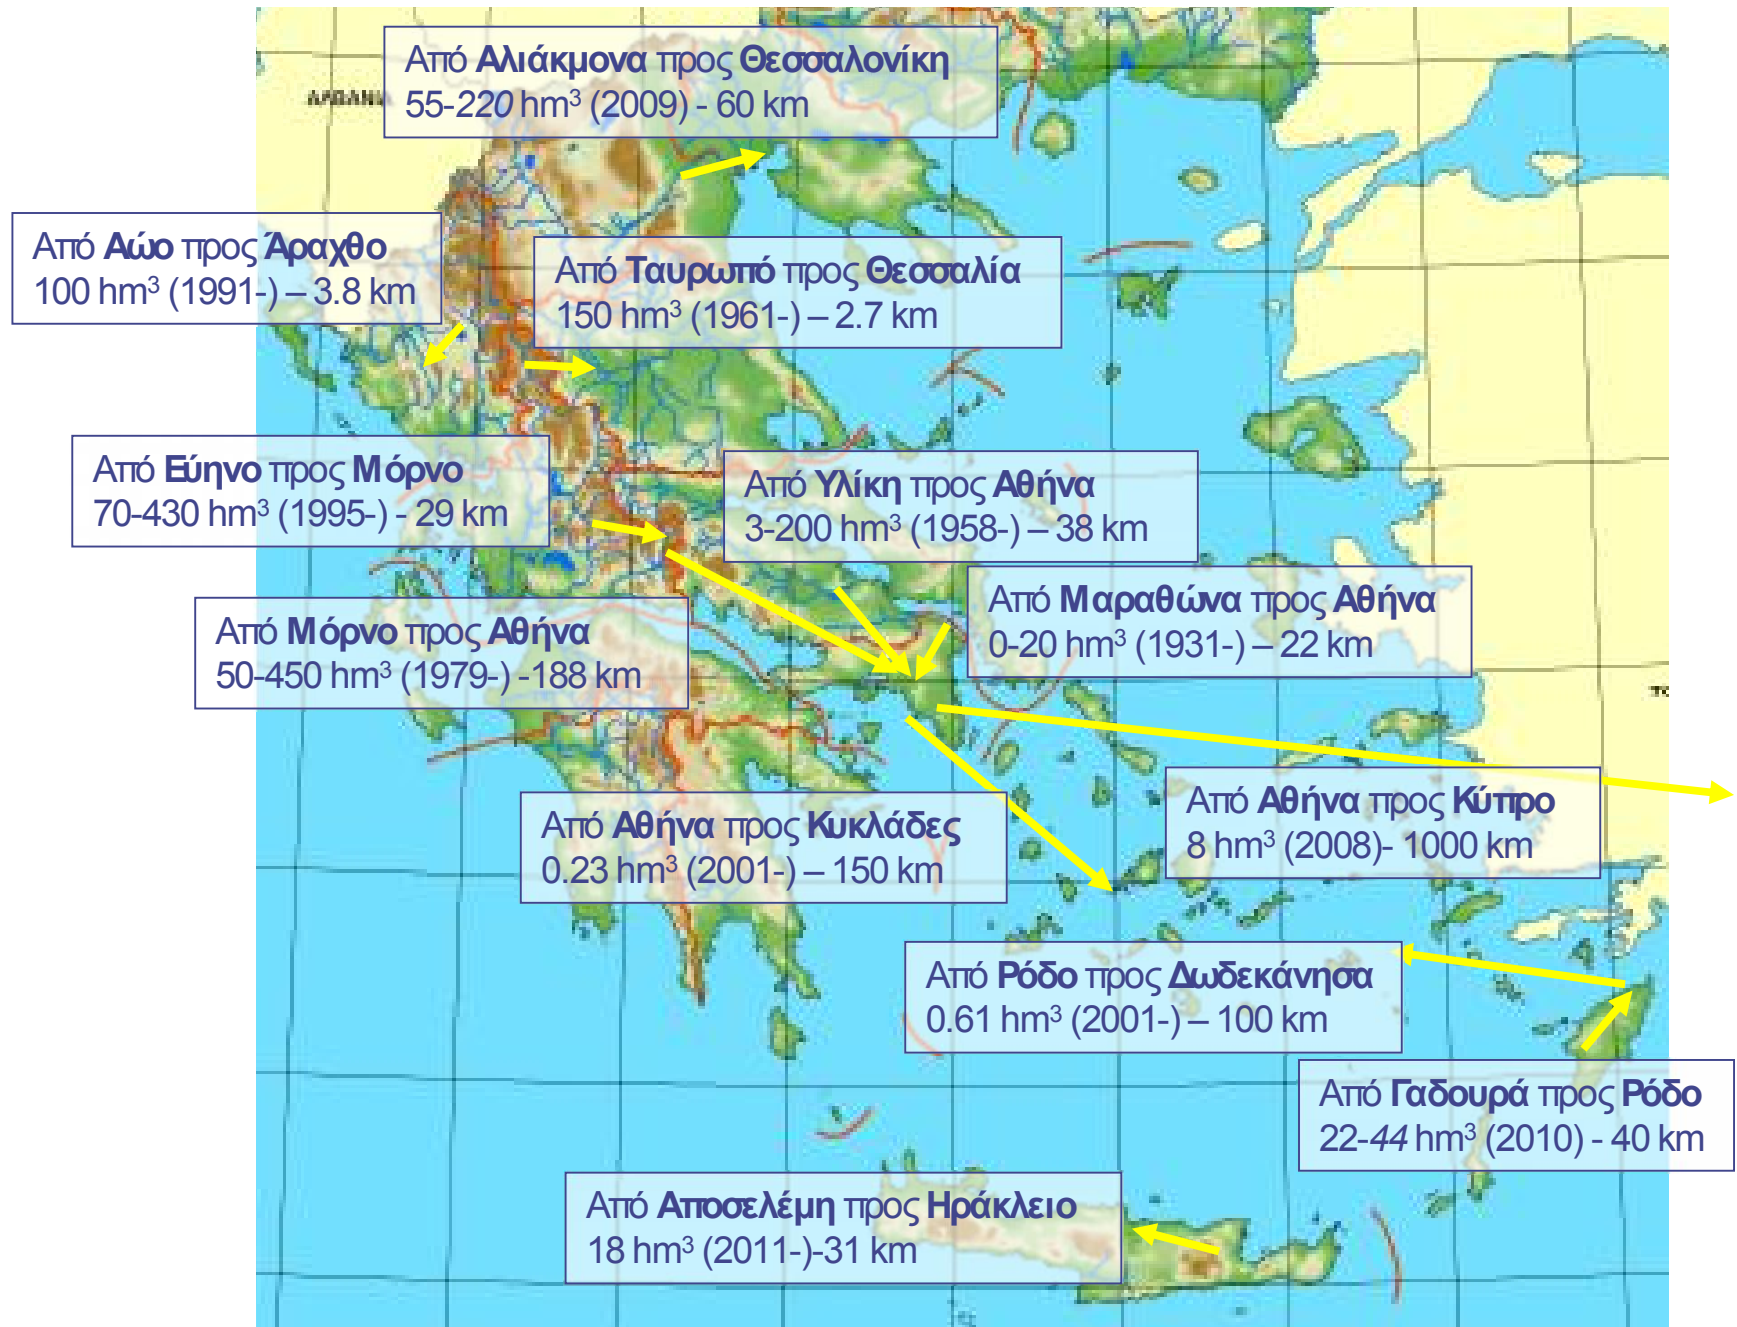 Από Αλιάκμονα προς Θεσσαλονίκη
55-220 hm³ (2009) - 60 km
ΑΛΒΑΝΙΑ
Από Αώο προς Άραχθο
100 hm³ (1991-) – 3.8 km
Από Ταυρωπό προς Θεσσαλία
150 hm³ (1961-) – 2.7 km
Από Εύηνο προς Μόρνο
70-430 hm³ (1995-) - 29 km
Από Υλίκη προς Αθήνα
3-200 hm³ (1958-) – 38 km
Από Μαραθώνα προς Αθήνα
0-20 hm³ (1931-) – 22 km
Από Μόρνο προς Αθήνα
50-450 hm³ (1979-) -188 km
Από Αθήνα προς Κύπρο
8 hm³ (2008)- 1000 km
Από Αθήνα προς Κυκλάδες
0.23 hm³ (2001-) – 150 km
Από Ρόδο προς Δωδεκάνησα
0.61 hm³ (2001-) – 100 km
Από Γαδουρά προς Ρόδο
22-44 hm³ (2010) - 40 km
Από Αποσελέμη προς Ηράκλειο
18 hm³ (2011-)-31 km